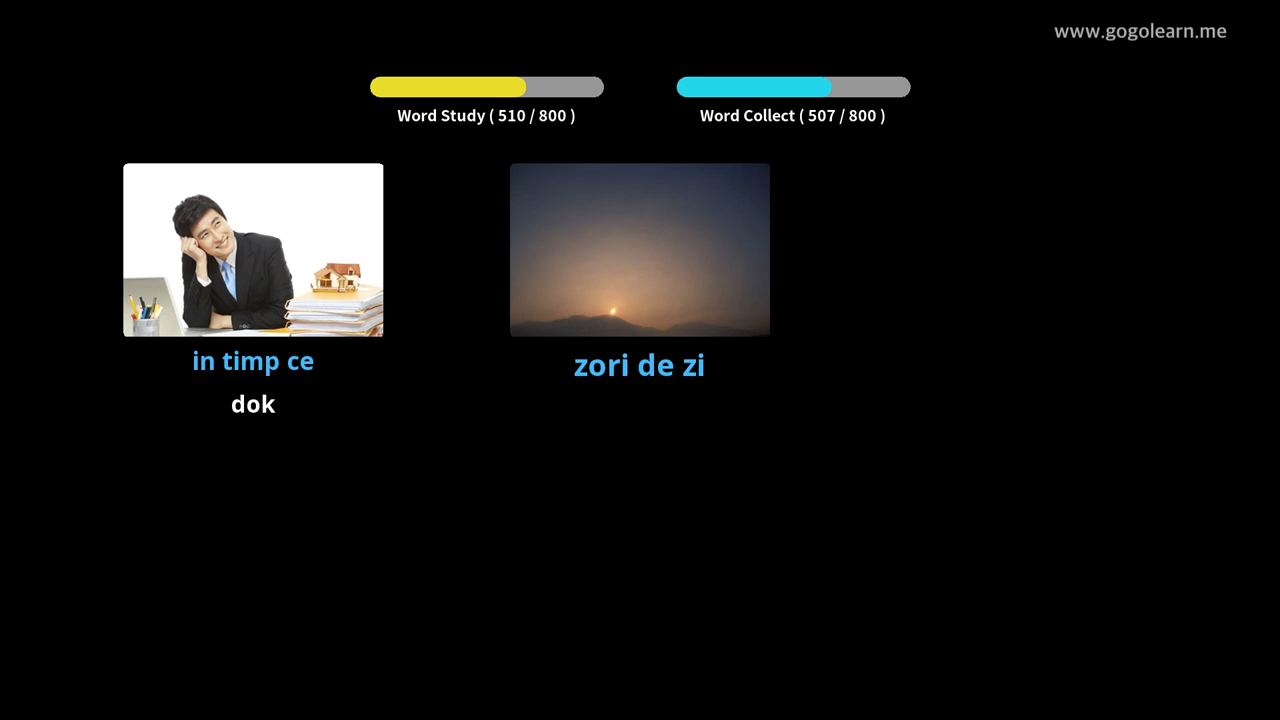 www.gogolearn.me
Word Study ( 510 / 800 )
Word Collect ( 507 / 800 )
in timp ce
dok
zori de zi